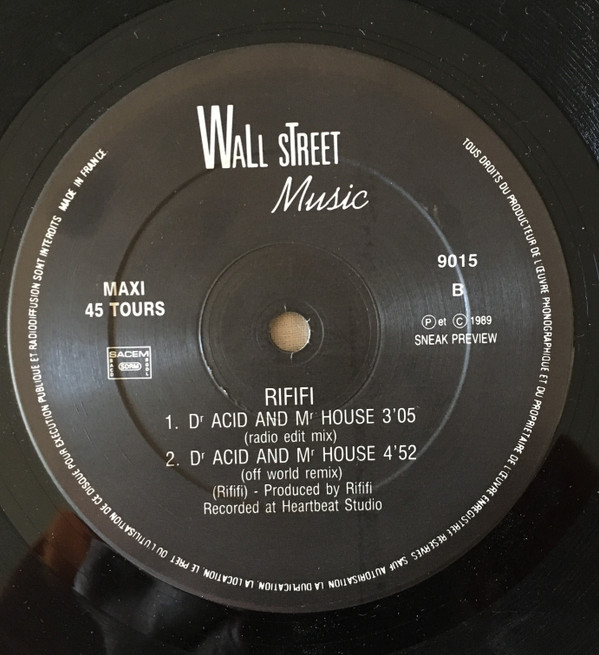 WALL STREET
Music
MAXI
45 TOURS
SACEM
SDRM
9015
B
Ⓟ et Ⓒ 1989
SNEAK PREVIEW
RIFIFI
1. Dʳ ACID AND Mʳ HOUSE 3'05
(radio edit mix)
2. Dʳ ACID AND Mʳ HOUSE 4'52
(off world remix)
(Rififi) - Produced by Rififi
Recorded at Heartbeat Studio
TOUS DROITS DU PRODUCTEUR DE L'ŒUVRE PHONOGRAPHIQUE ET DU PROPRIETAIRE DE L'ŒUVRE ENREGISTREE RESERVES SAUF AUTORISATION LA DUPLICATION, LA LOCATION, LE PRET OU L'UTILISATION DE CE DISQUE POUR EXECUTION PUBLIQUE ET RADIODIFFUSION SONT INTERDITS MADE IN FRANCE